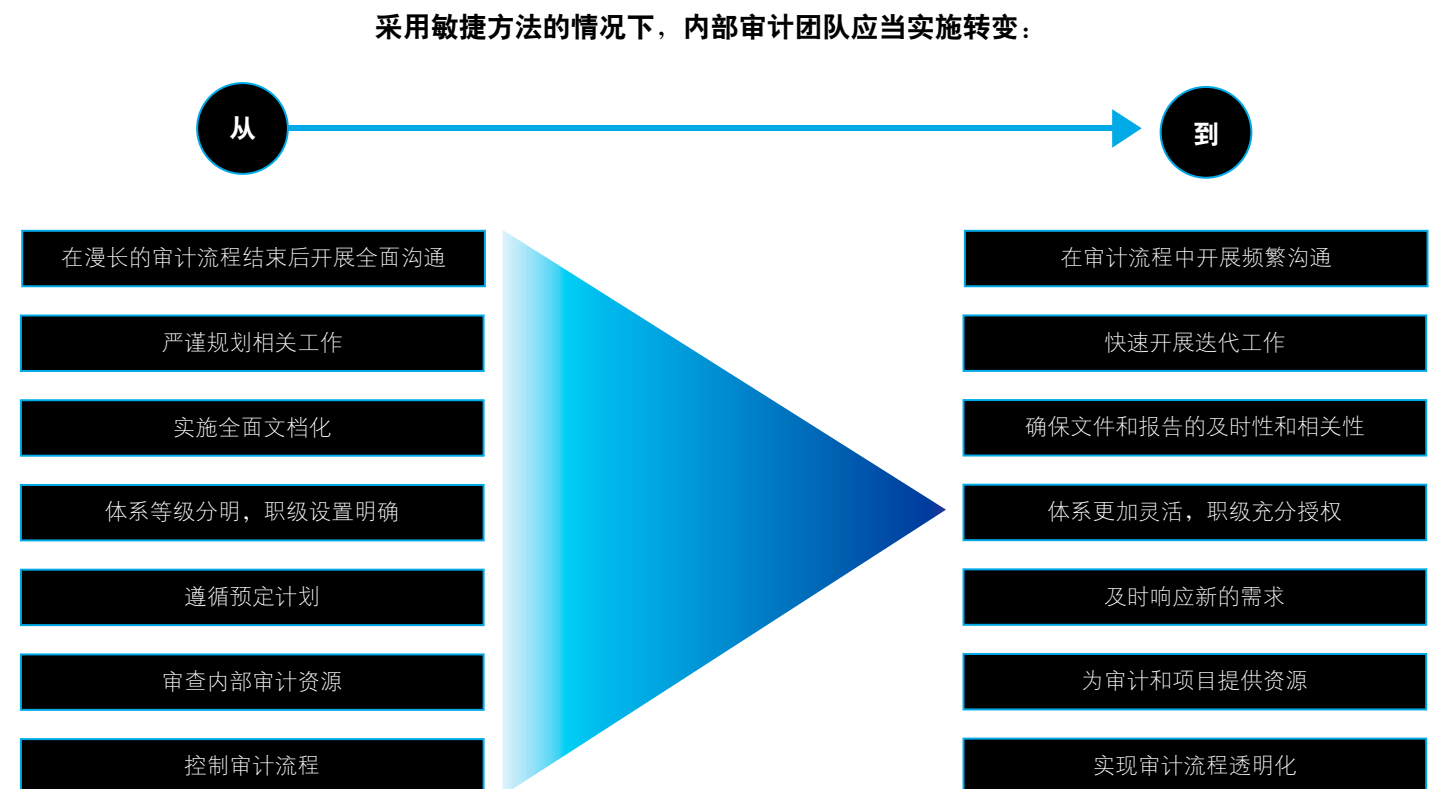 采用敏捷方法的情况下，内部审计团队应当实施转变：
从
到
在漫长的审计流程结束后开展全面沟通
在审计流程中开展频繁沟通
严谨规划相关工作
快速开展迭代工作
实施全面文档化
确保文件和报告的及时性和相关性
体系等级分明，职级设置明确
体系更加灵活，职级充分授权
遵循预定计划
及时响应新的需求
审查内部审计资源
为审计和项目提供资源
控制审计流程
实现审计流程透明化